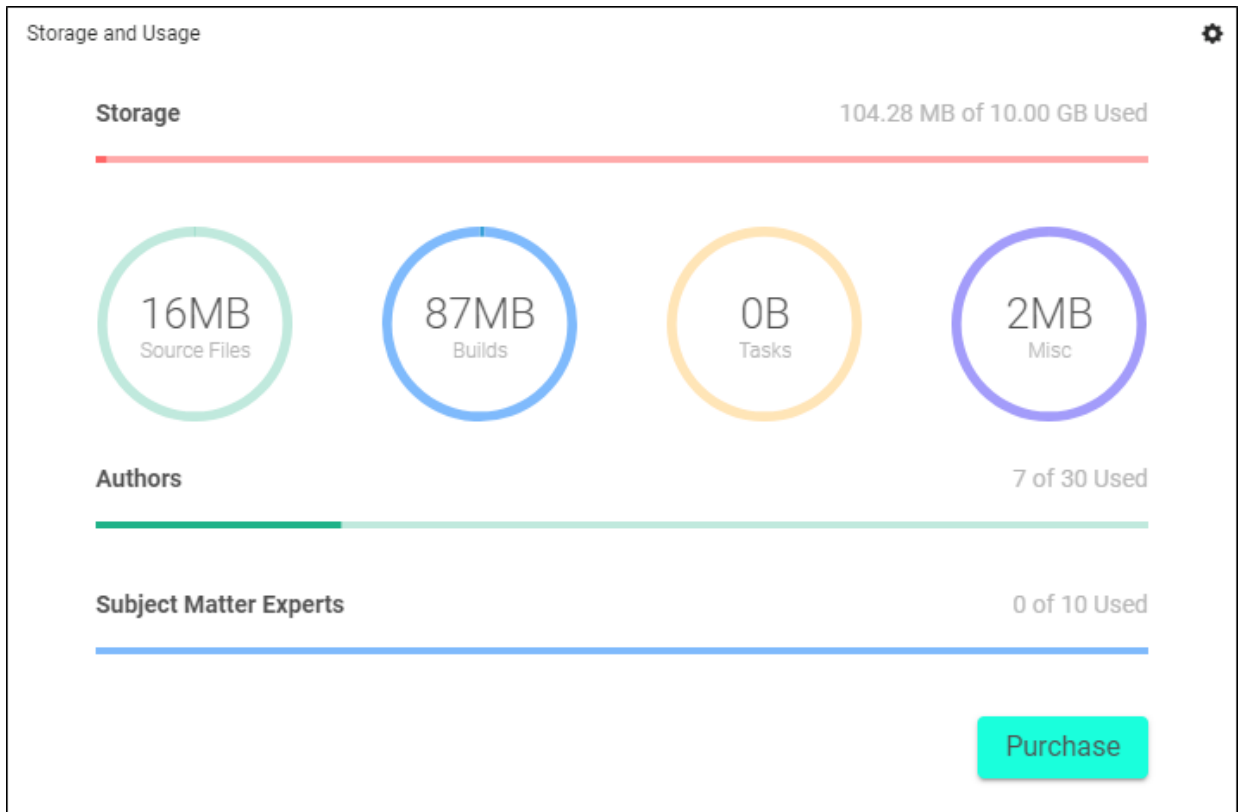 Storage and Usage
Storage
104.28 MB of 10.00 GB Used
16MB
Source Files
87MB
Builds
0B
Tasks
2MB
Misc
Authors
7 of 30 Used
Subject Matter Experts
0 of 10 Used
Purchase